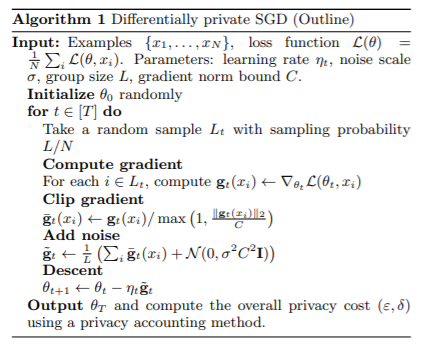 Algorithm 1 Differentially private SGD (Outline)
Input: Examples {x₁, . . . , x_N}, loss function ℒ(θ) =
1/N ∑ᵢ ℒ(θ, xᵢ). Parameters: learning rate ηₜ, noise scale
σ, group size L, gradient norm bound C.
Initialize θ₀ randomly
for t ∈ [T] do
Take a random sample Lₜ with sampling probability
L/N
Compute gradient
For each i ∈ Lₜ, compute gₜ(xᵢ) ← ∇_θₜ ℒ(θₜ, xᵢ)
Clip gradient
ḡₜ(xᵢ) ← gₜ(xᵢ)/ max (1, ‖gₜ(xᵢ)‖₂/C)
Add noise
g̃ₜ ← 1/L (∑ᵢ ḡₜ(xᵢ) + 𝒩(0, σ²C²I))
Descent
θₜ₊₁ ← θₜ − ηₜg̃ₜ
Output θ_T and compute the overall privacy cost (ε, δ)
using a privacy accounting method.